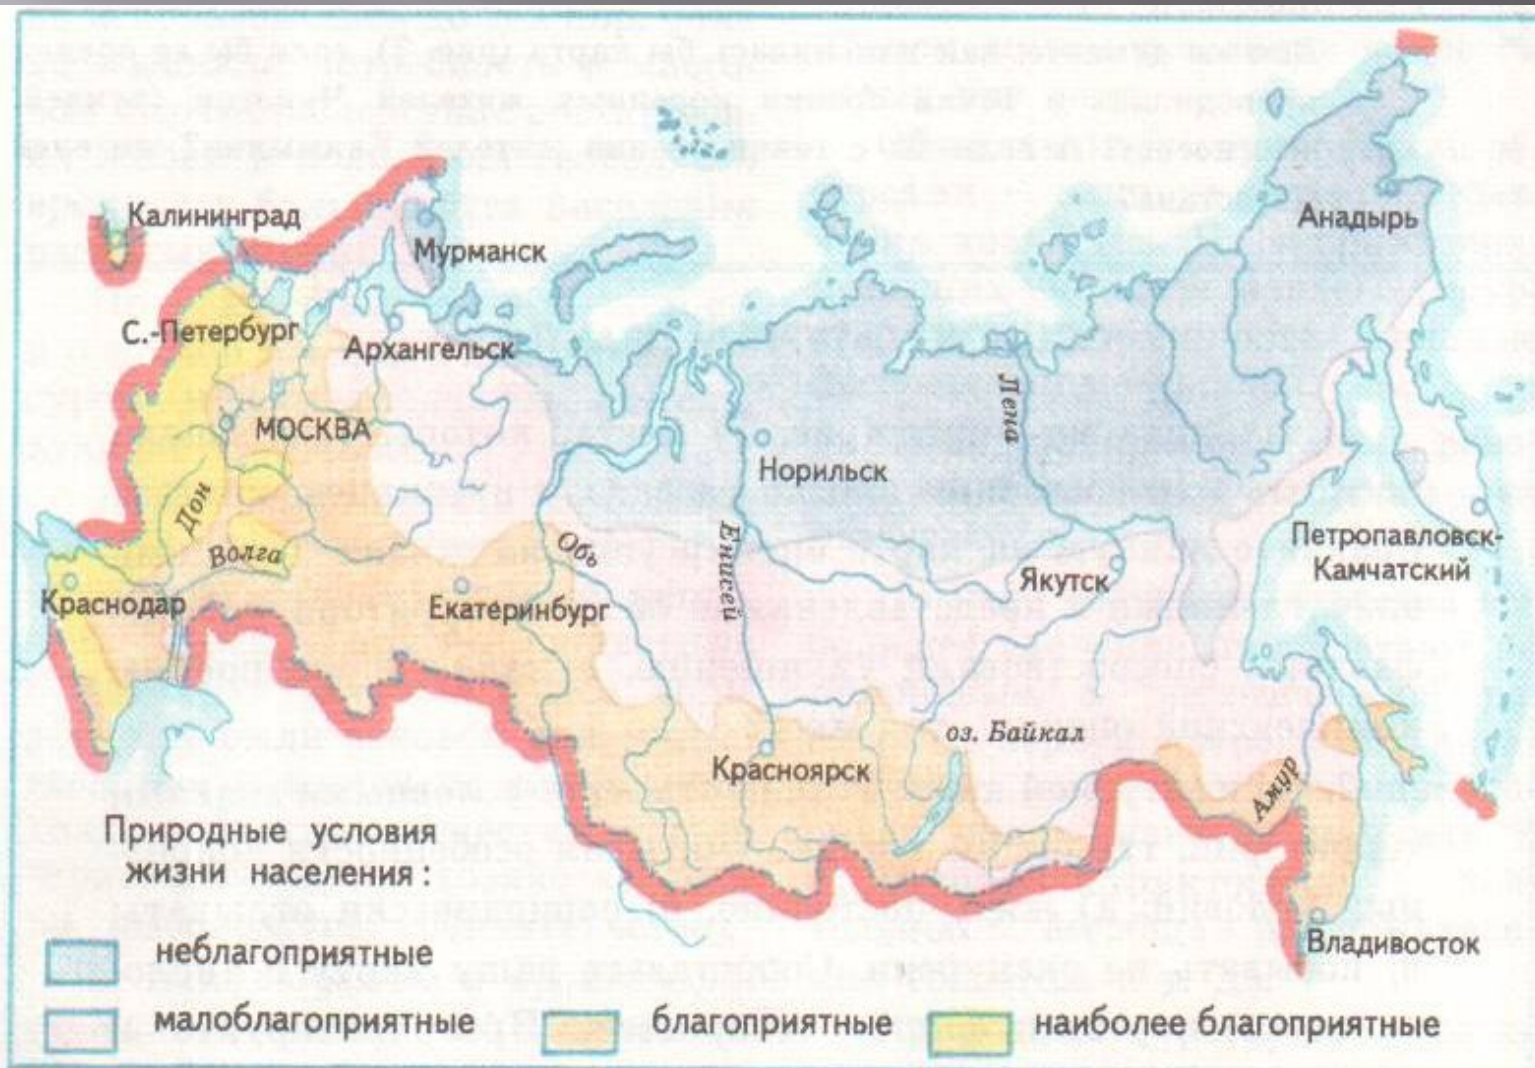 Калининград
Мурманск
Анадырь
С.-Петербург
Архангельск
МОСКВА
Лена
Норильск
Дон
Волга
Обь
Енисей
Петропавловск-
Камчатский
Якутск
Краснодар
Екатеринбург
оз. Байкал
Красноярск
Амур
Природные условия
жизни населения:
неблагоприятные
Владивосток
малоблагоприятные
благоприятные
наиболее благоприятные